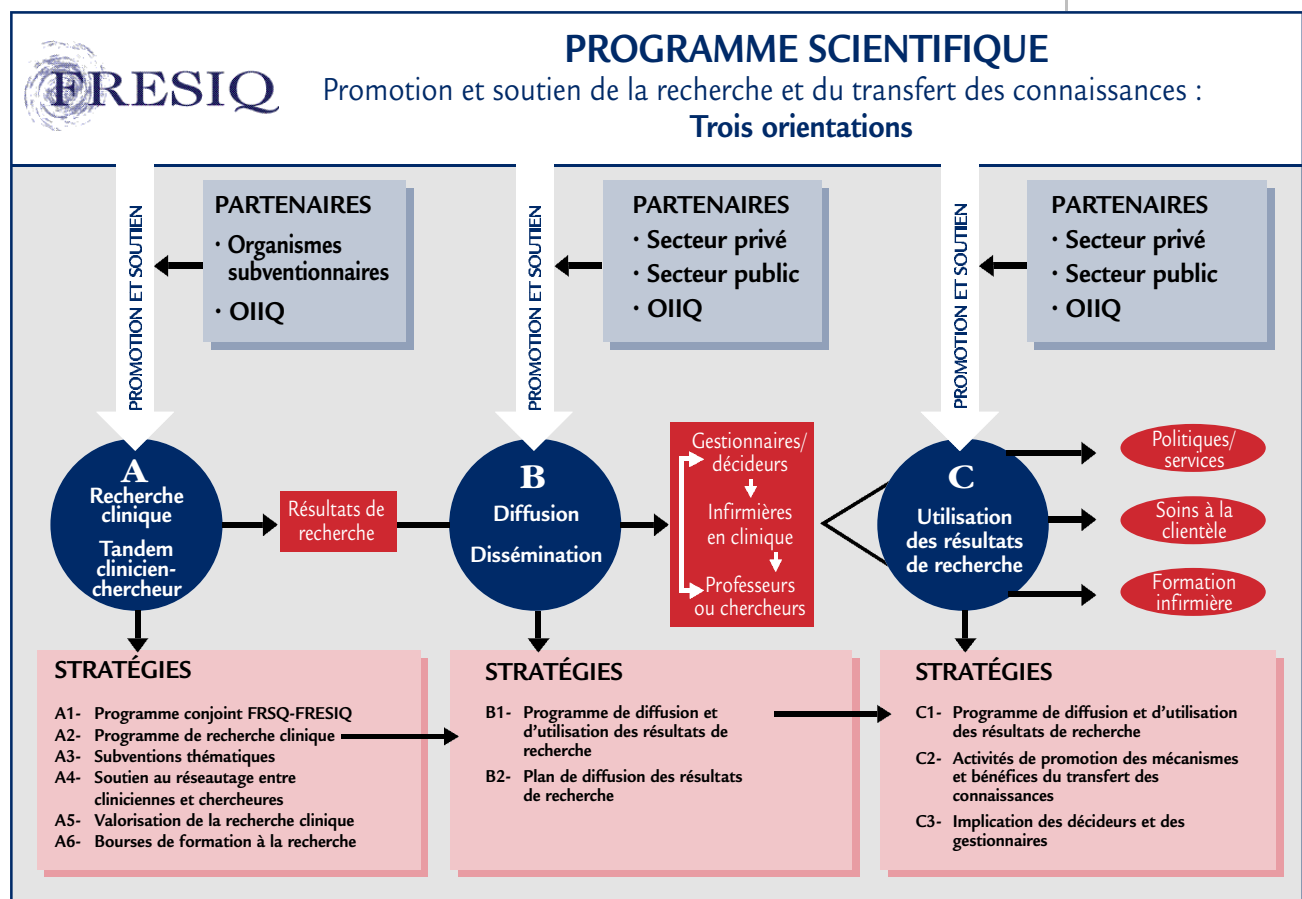 FRESIQ
PROGRAMME SCIENTIFIQUE
Promotion et soutien de la recherche et du transfert des connaissances :
Trois orientations
PROMOTION ET SOUTIEN
PARTENAIRES
· Organismes
subventionnaires
· OIIQ
PROMOTION ET SOUTIEN
PARTENAIRES
· Secteur privé
· Secteur public
· OIIQ
PROMOTION ET SOUTIEN
PARTENAIRES
· Secteur privé
· Secteur public
· OIIQ
A
Recherche
clinique
Tandem
clinicien-
chercheur
Résultats de
recherche
B
Diffusion
Dissémination
Gestionnaires/
décideurs
Infirmières
en clinique
Professeurs
ou chercheurs
C
Utilisation
des résultats
de recherche
Politiques/
services
Soins à la
clientèle
Formation
infirmière
STRATÉGIES
A1- Programme conjoint FRSQ-FRESIQ
A2- Programme de recherche clinique
A3- Subventions thématiques
A4- Soutien au réseautage entre
cliniciennes et chercheures
A5- Valorisation de la recherche clinique
A6- Bourses de formation à la recherche
STRATÉGIES
B1- Programme de diffusion et
d'utilisation des résultats de
recherche
B2- Plan de diffusion des résultats
de recherche
STRATÉGIES
C1- Programme de diffusion et d'utilisation
des résultats de recherche
C2- Activités de promotion des mécanismes
et bénéfices du transfert des
connaissances
C3- Implication des décideurs et des
gestionnaires